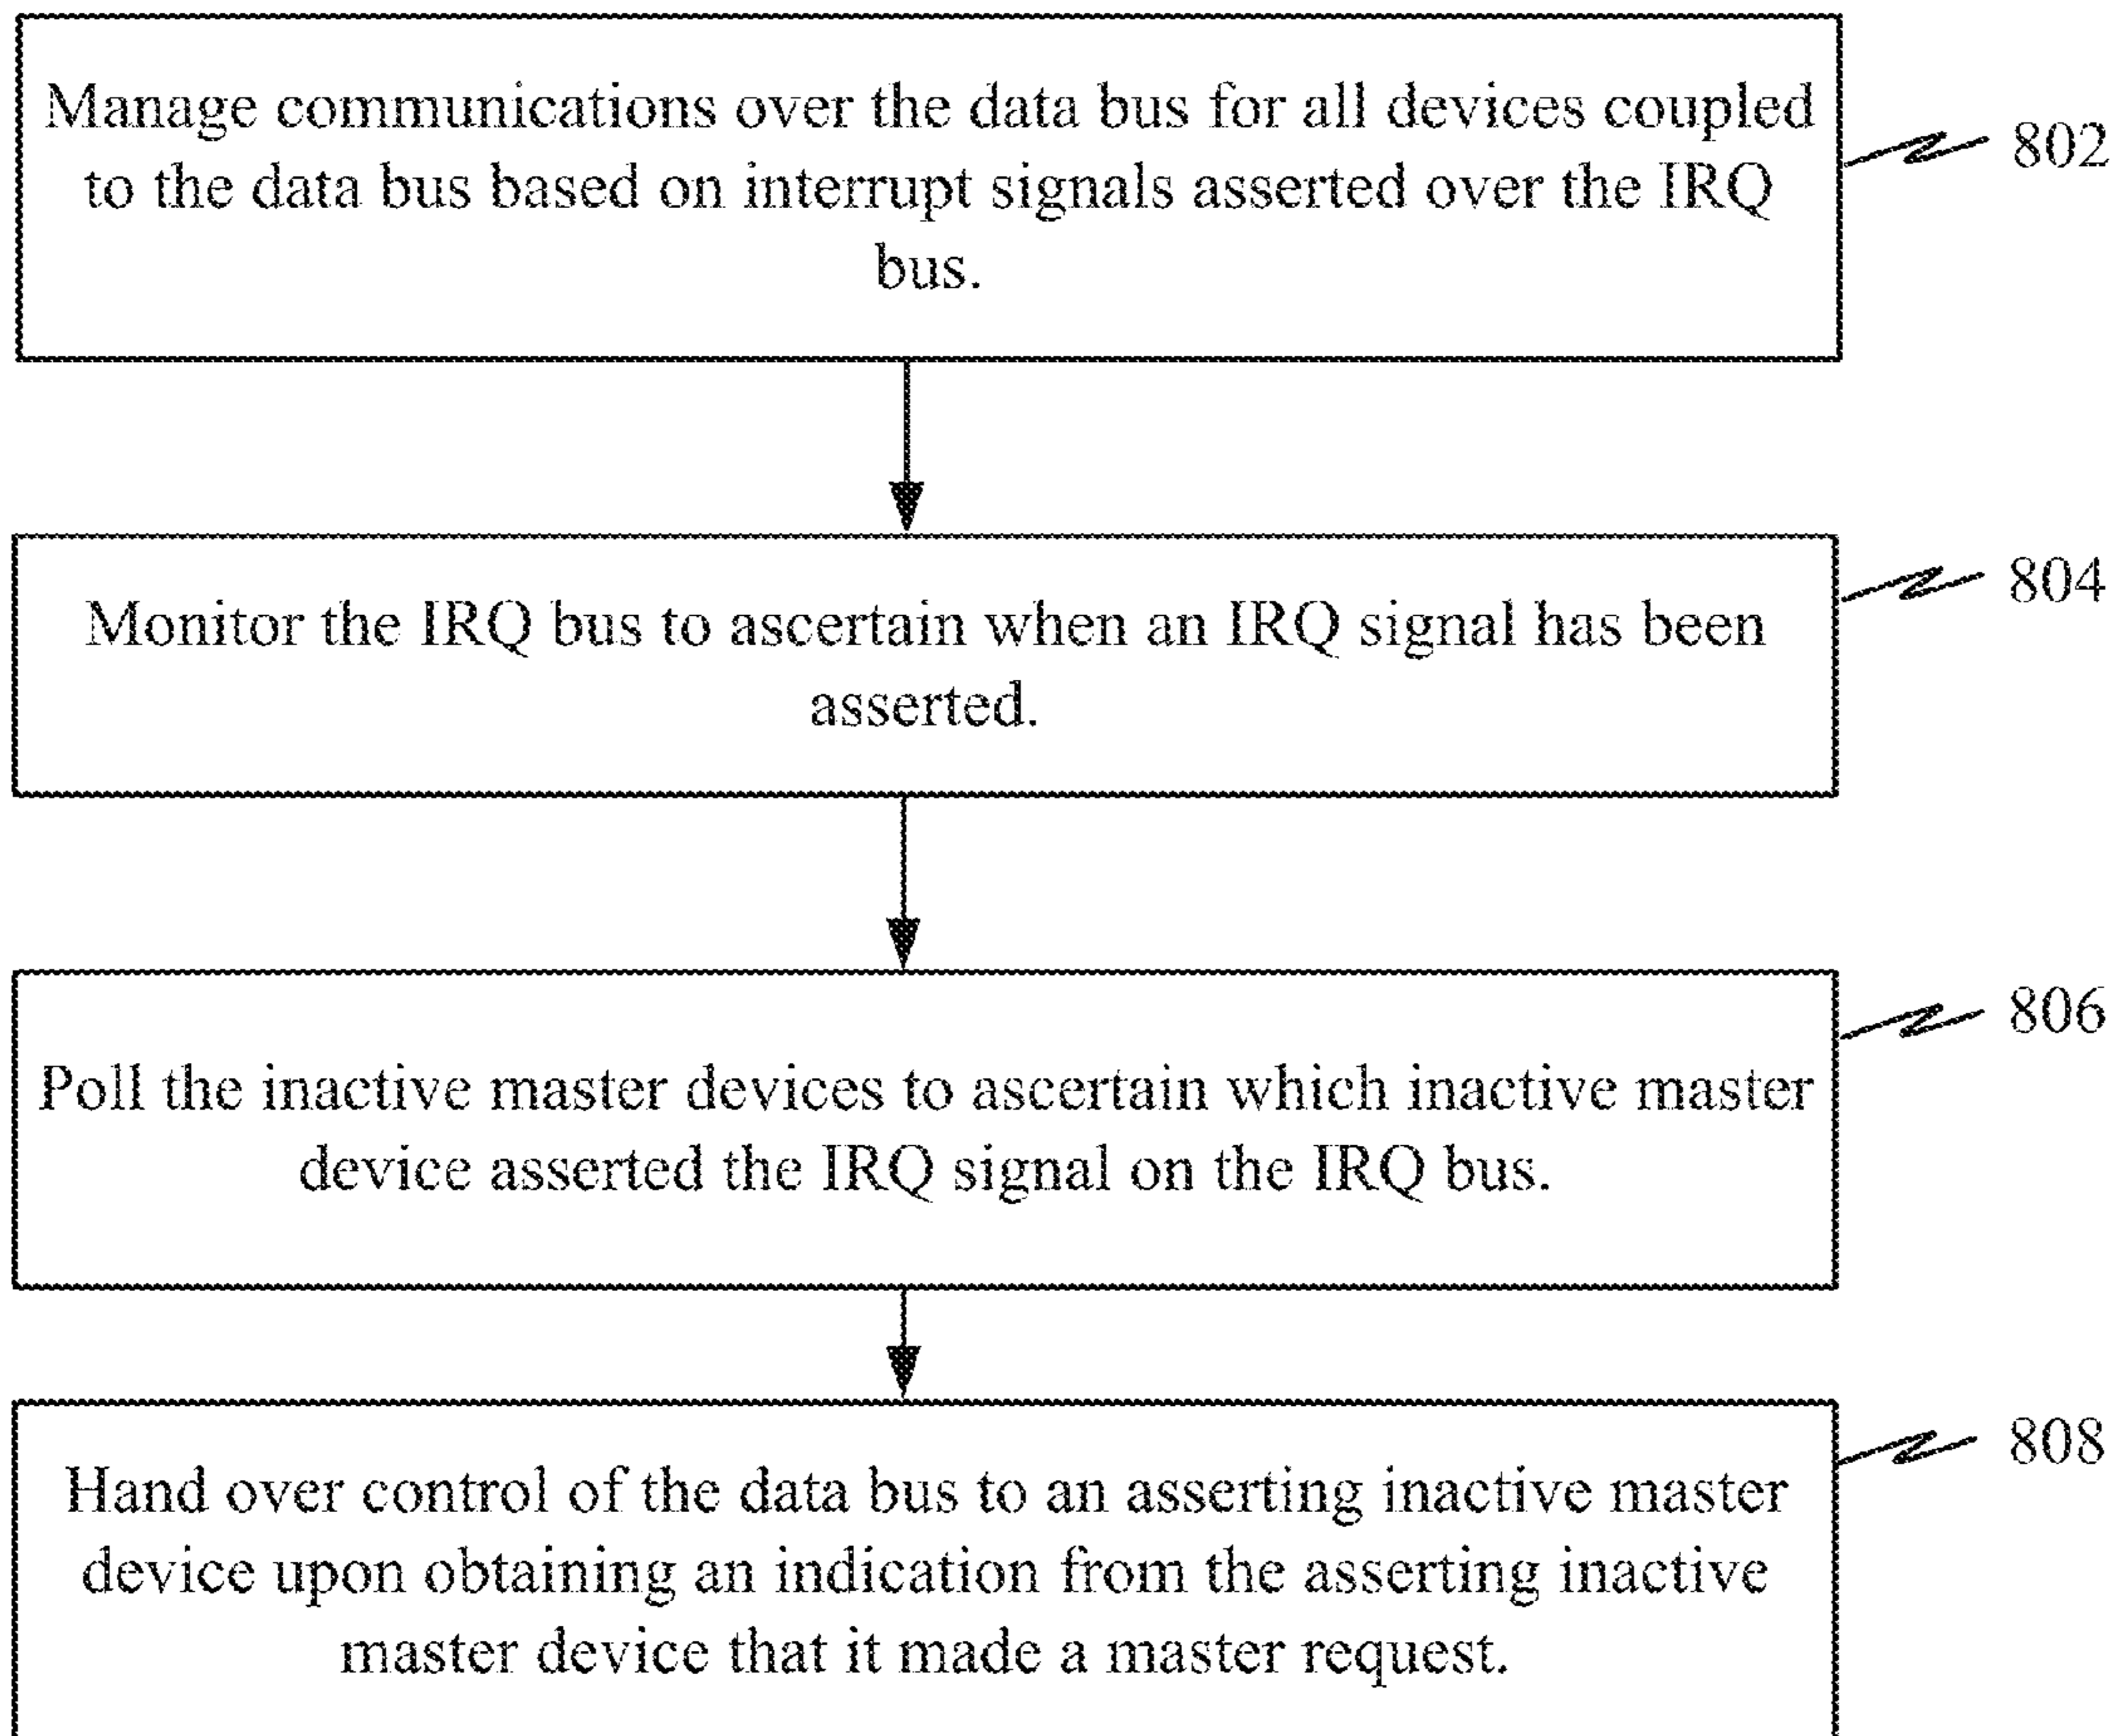 Manage communications over the data bus for all devices coupled
to the data bus based on interrupt signals asserted over the IRQ
bus.
802
Monitor the IRQ bus to ascertain when an IRQ signal has been
asserted.
804
Poll the inactive master devices to ascertain which inactive master
device asserted the IRQ signal on the IRQ bus.
806
Hand over control of the data bus to an asserting inactive master
device upon obtaining an indication from the asserting inactive
master device that it made a master request.
808